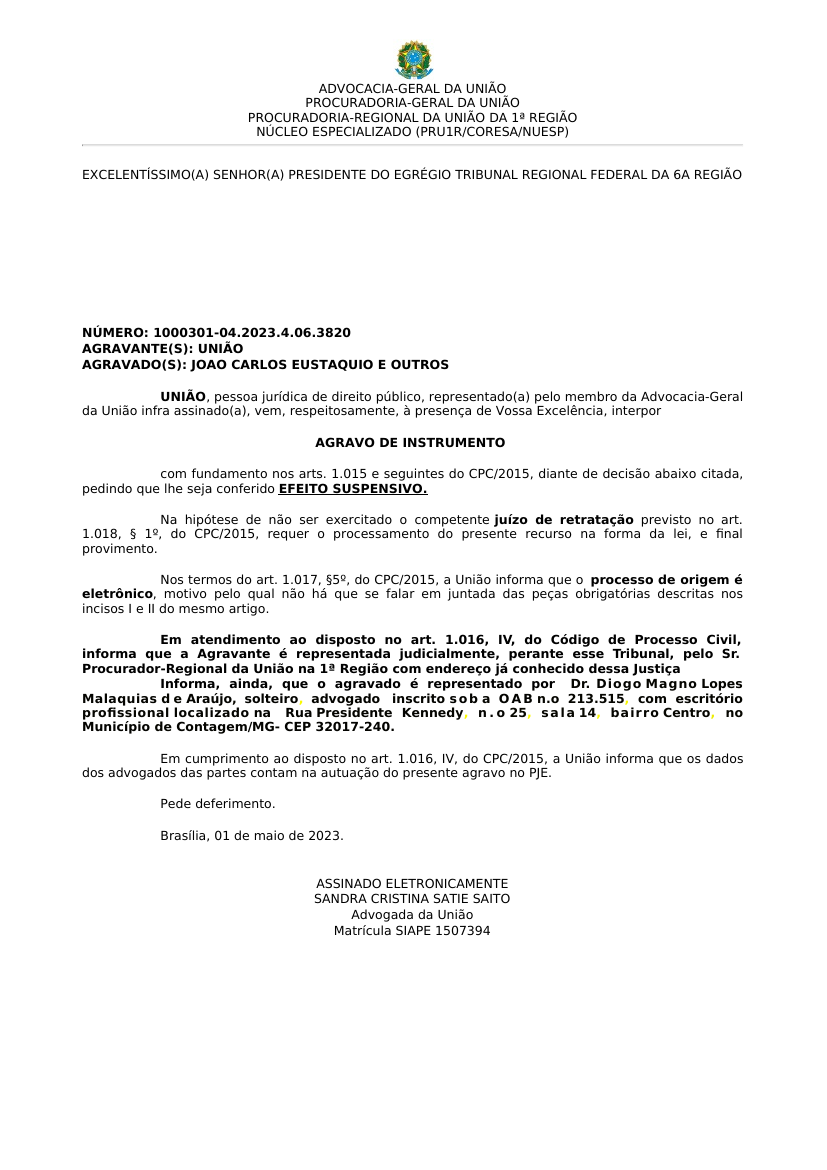 ADVOCACIA-GERAL DA UNIÃO
PROCURADORIA-GERAL DA UNIÃO
PROCURADORIA-REGIONAL DA UNIÃO DA 1ª REGIÃO
NÚCLEO ESPECIALIZADO (PRU1R/CORESA/NUESP)
EXCELENTÍSSIMO(A) SENHOR(A) PRESIDENTE DO EGRÉGIO TRIBUNAL REGIONAL FEDERAL DA 6A REGIÃO
NÚMERO: 1000301-04.2023.4.06.3820
AGRAVANTE(S): UNIÃO
AGRAVADO(S): JOAO CARLOS EUSTAQUIO E OUTROS
UNIÃO, pessoa jurídica de direito público, representado(a) pelo membro da Advocacia-Geral
da União infra assinado(a), vem, respeitosamente, à presença de Vossa Excelência, interpor
AGRAVO DE INSTRUMENTO
com fundamento nos arts. 1.015 e seguintes do CPC/2015, diante de decisão abaixo citada,
pedindo que lhe seja conferido EFEITO SUSPENSIVO.
Na hipótese de não ser exercitado o competente juízo de retratação previsto no art.
1.018, § 1º, do CPC/2015, requer o processamento do presente recurso na forma da lei, e final
provimento.
Nos termos do art. 1.017, §5º, do CPC/2015, a União informa que o processo de origem é
eletrônico, motivo pelo qual não há que se falar em juntada das peças obrigatórias descritas nos
incisos I e II do mesmo artigo.
Em atendimento ao disposto no art. 1.016, IV, do Código de Processo Civil,
informa que a Agravante é representada judicialmente, perante esse Tribunal, pelo Sr.
Procurador-Regional da União na 1ª Região com endereço já conhecido dessa Justiça
Informa, ainda, que o agravado é representado por Dr. Diogo Magno Lopes
Malaquias de Araújo, solteiro, advogado inscrito sob a OAB n.o 213.515, com escritório
profissional localizado na Rua Presidente Kennedy, n.o 25, sala 14, bairro Centro, no
Município de Contagem/MG- CEP 32017-240.
Em cumprimento ao disposto no art. 1.016, IV, do CPC/2015, a União informa que os dados
dos advogados das partes contam na autuação do presente agravo no PJE.
Pede deferimento.
Brasília, 01 de maio de 2023.
ASSINADO ELETRONICAMENTE
SANDRA CRISTINA SATIE SAITO
Advogada da União
Matrícula SIAPE 1507394